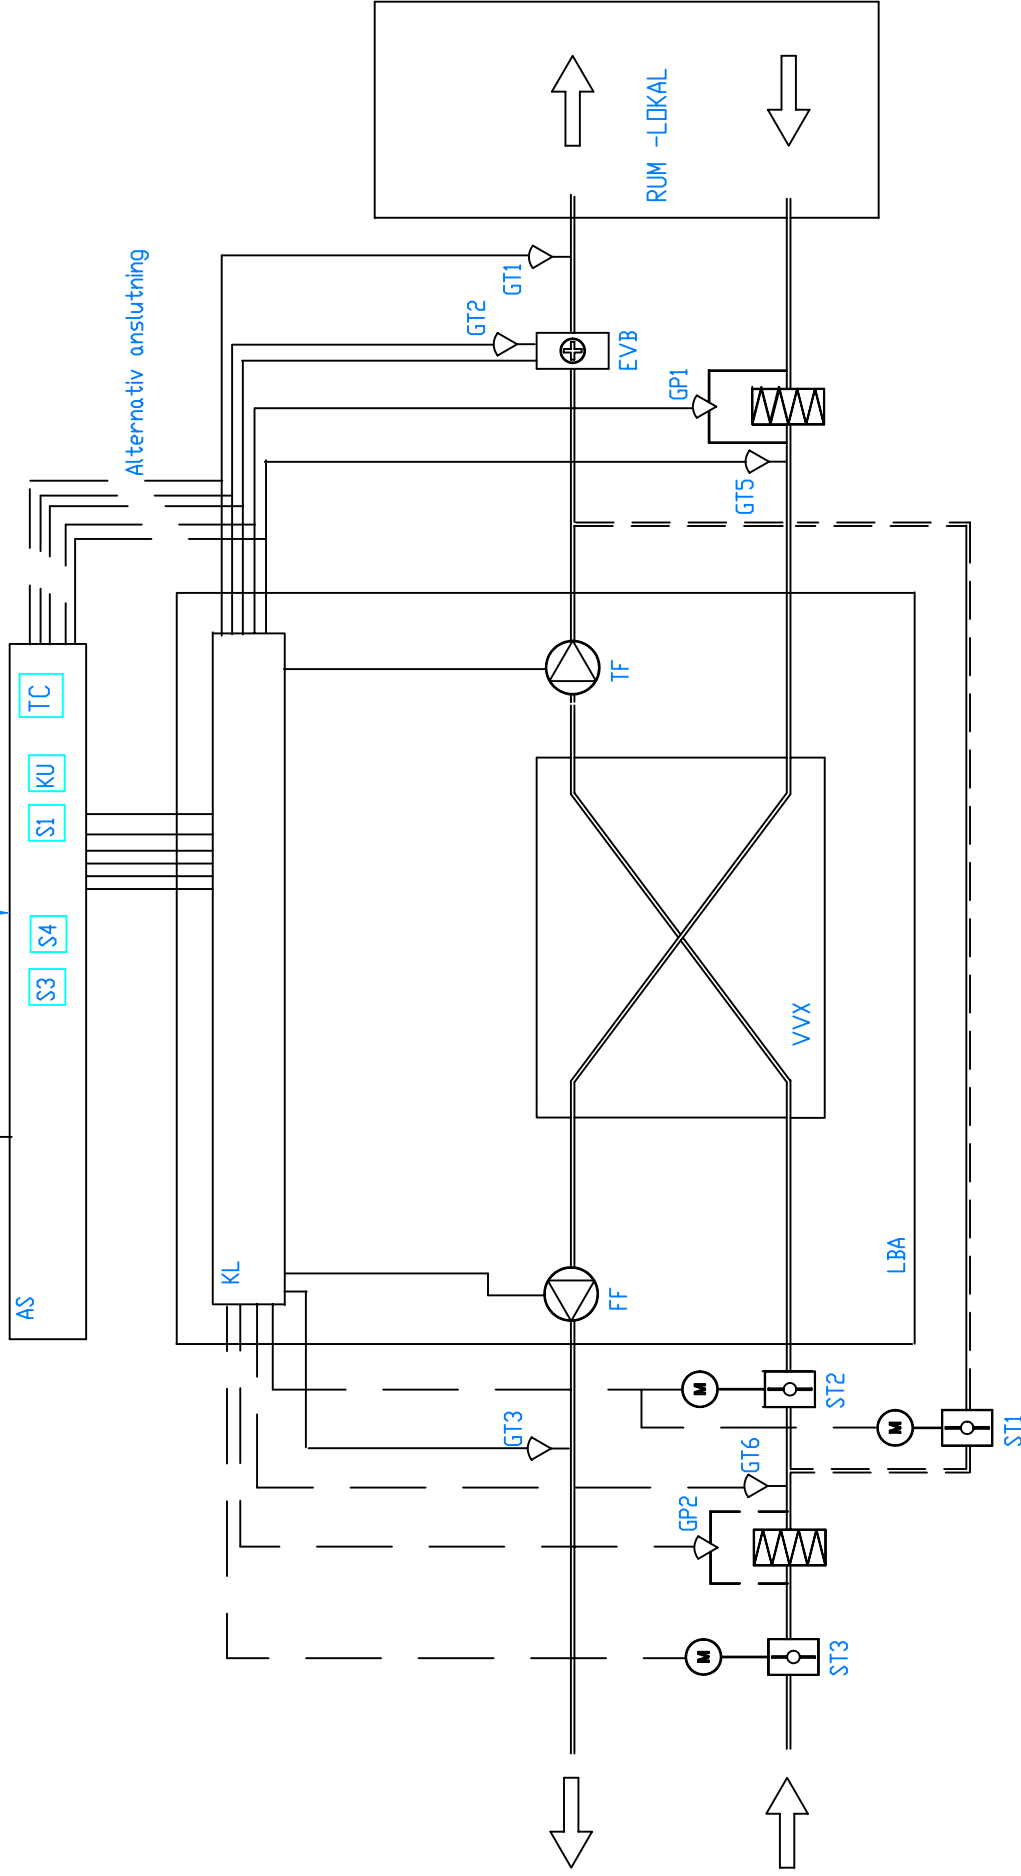 AS
S3
S4
S1
KU
TC
Alternativ anslutning
KL
GT2
GT3
GT1
FF
TF
EVB
RUM -LOKAL
GP2
GP1
M
M
GT6
GT5
VVX
ST3
ST2
M
LBA
ST1